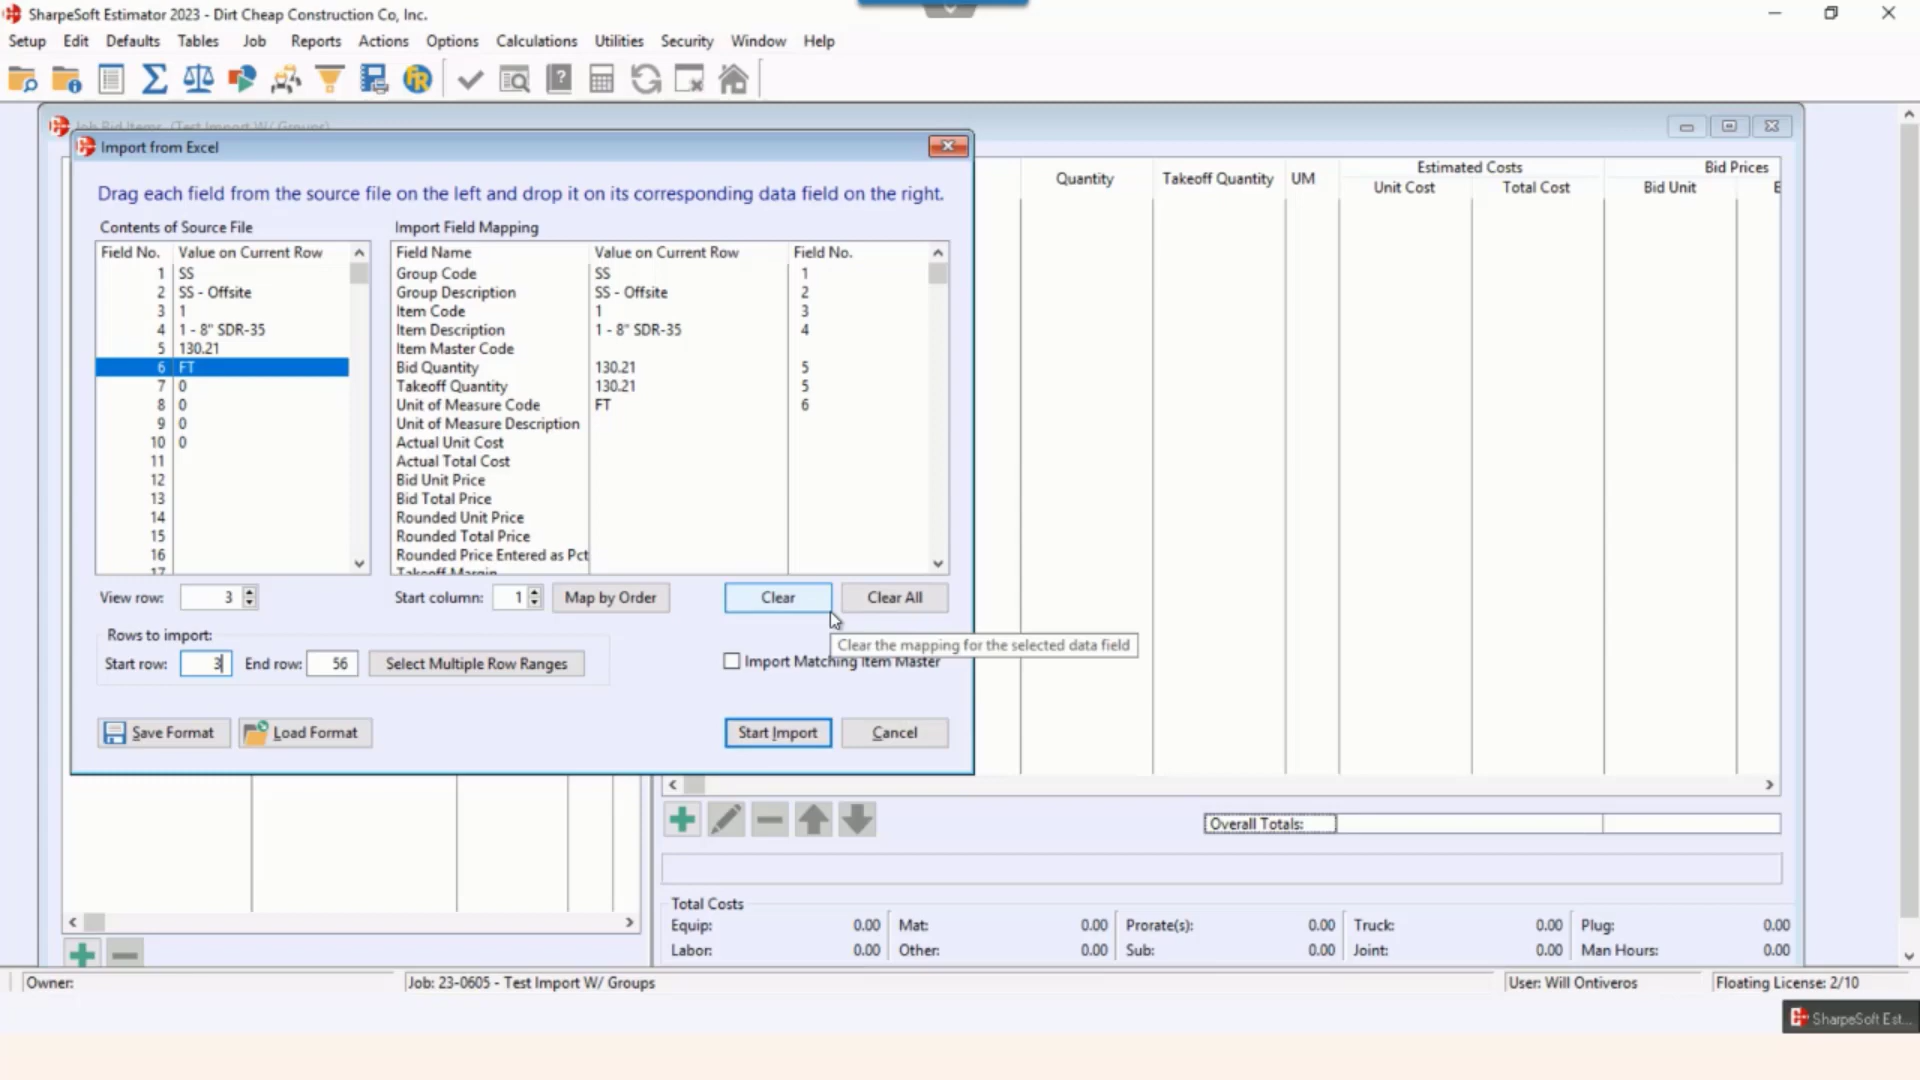 SharpeSoft Estimator 2023 - Dirt Cheap Construction Co, Inc.
Setup Edit Defaults Tables Job Reports Actions Options Calculations Utilities Security Window Help
Job Bid Items (Test Import W/ Groups)
Import from Excel
Drag each field from the source file on the left and drop it on its corresponding data field on the right.
Contents of Source File
Field No. Value on Current Row
1 SS
2 SS - Offsite
3 1
4 1 - 8" SDR-35
5 130.21
6 FT
7 0
8 0
9 0
10 0
11
12
13
14
15
16
17
Import Field Mapping
Field Name Value on Current Row Field No.
Group Code SS 1
Group Description SS - Offsite 2
Item Code 1 3
Item Description 1 - 8" SDR-35 4
Item Master Code
Bid Quantity 130.21 5
Takeoff Quantity 130.21 5
Unit of Measure Code FT 6
Unit of Measure Description
Actual Unit Cost
Actual Total Cost
Bid Unit Price
Bid Total Price
Rounded Unit Price
Rounded Total Price
Rounded Price Entered as Pct
Takeoff Margin
View row: 3
Start column: 1 Map by Order Clear Clear All
Rows to import:
Start row: 3 End row: 56 Select Multiple Row Ranges
Clear the mapping for the selected data field
Import Matching Item Master
Save Format Load Format Start Import Cancel
Quantity Takeoff Quantity UM
Estimated Costs
Unit Cost Total Cost
Bid Prices
Bid Unit E
Overall Totals:
Total Costs
Equip: 0.00 Mat: 0.00 Prorate(s): 0.00 Truck: 0.00 Plug: 0.00
Labor: 0.00 Other: 0.00 Sub: 0.00 Joint: 0.00 Man Hours: 0.00
Owner: Job: 23-0605 - Test Import W/ Groups User: Will Ontiveros Floating License: 2/10
SharpeSoft Est...